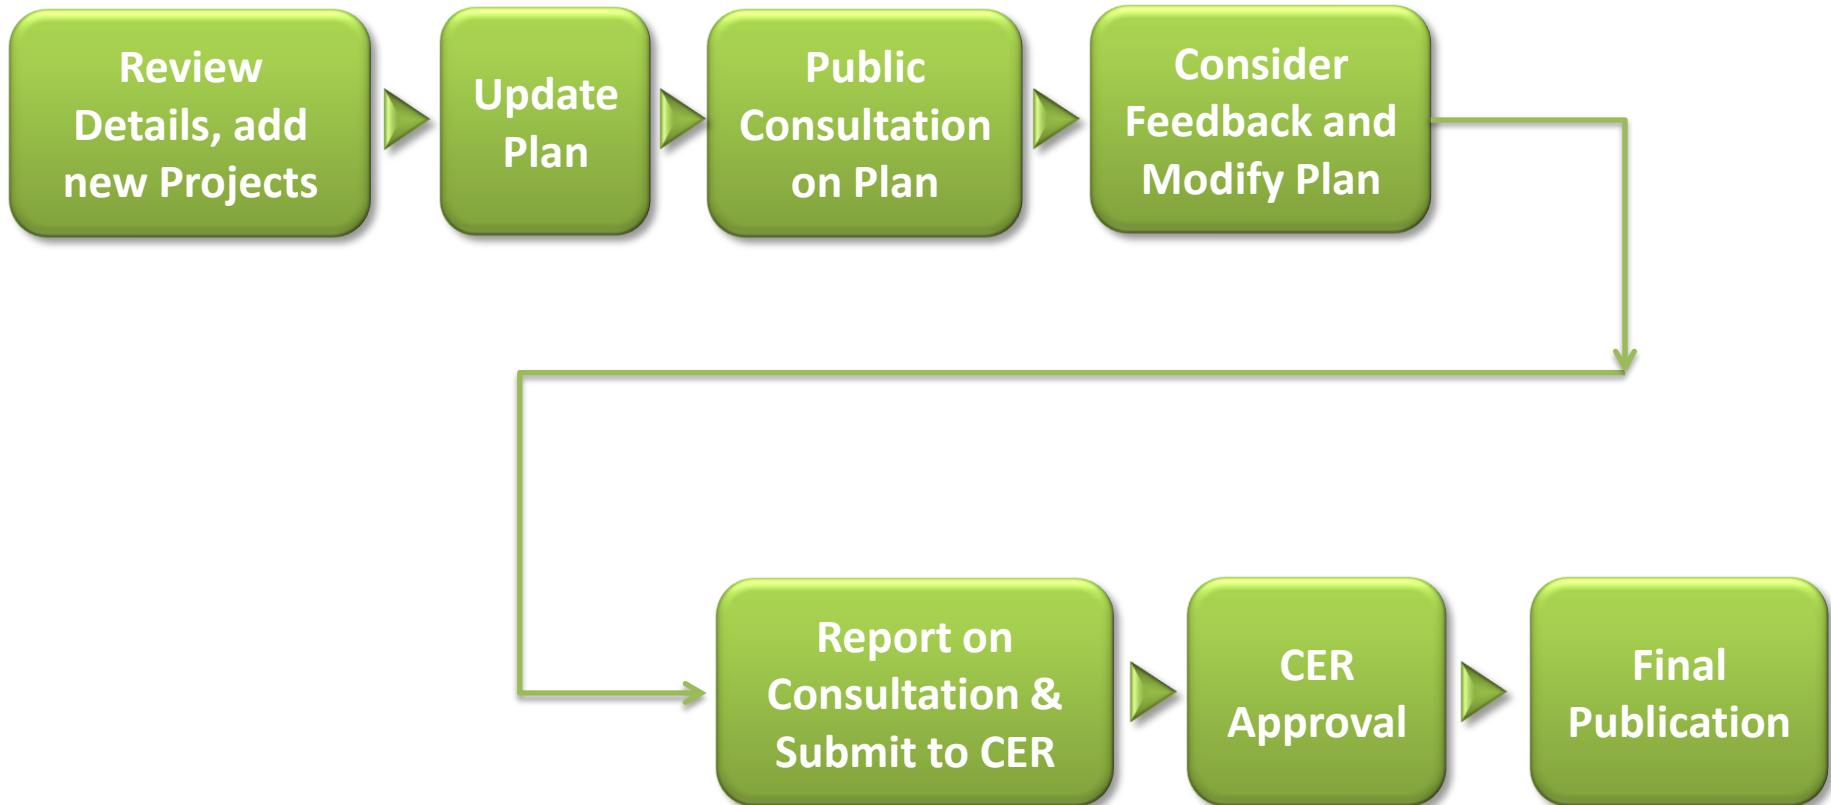 Review
Details, add
new Projects
Update
Plan
Public
Consultation
on Plan
Consider
Feedback and
Modify Plan
Report on
Consultation &
Submit to CER
CER
Approval
Final
Publication